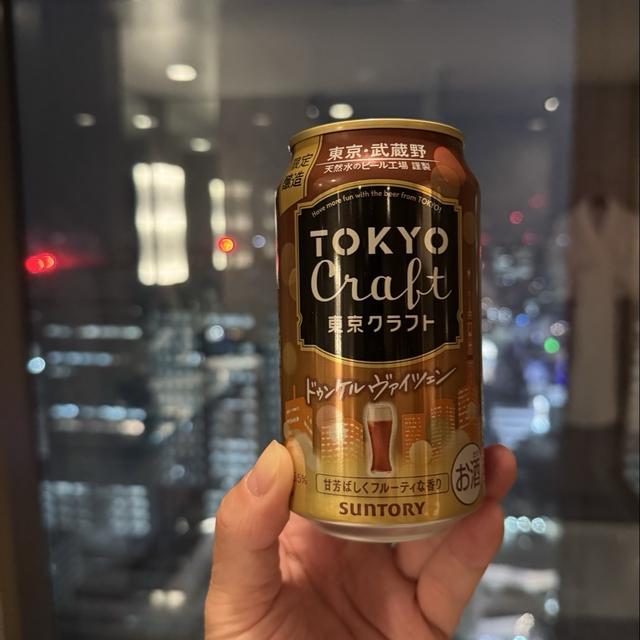 限定
醸造
東京・武蔵野
天然水のビール工場 謹製
Have more fun with the beer from TOKYO!
TOKYO
Craft
東京クラフト
ドゥンケル ヴァイツェン
5%
甘芳ばしくフルーティな香り
お酒
SUNTORY